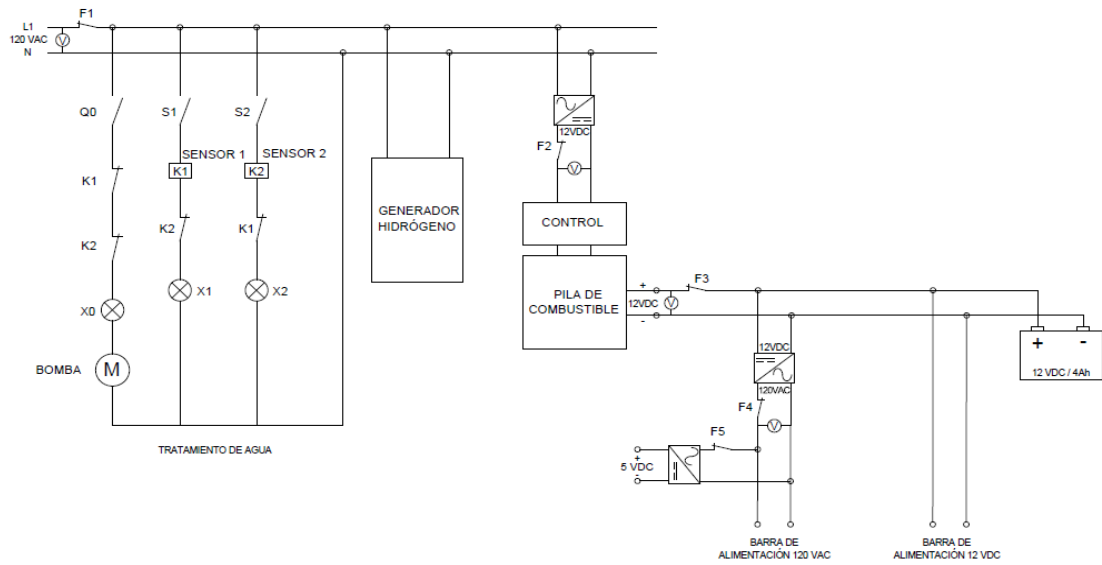 F1
L1
120 VAC
V
N
Q0
S1
S2
12VDC
F2
V
SENSOR 1
SENSOR 2
K1
K2
K1
GENERADOR
HIDRÓGENO
CONTROL
K2
K1
K2
PILA DE
COMBUSTIBLE
+
12VDC
-
V
F3
X0
X1
X2
BOMBA
M
12VDC
120VAC
+ -
12 VDC / 4Ah
F4
V
F5
+
5 VDC
-
TRATAMIENTO DE AGUA
BARRA DE
ALIMENTACIÓN 120 VAC
BARRA DE
ALIMENTACIÓN 12 VDC